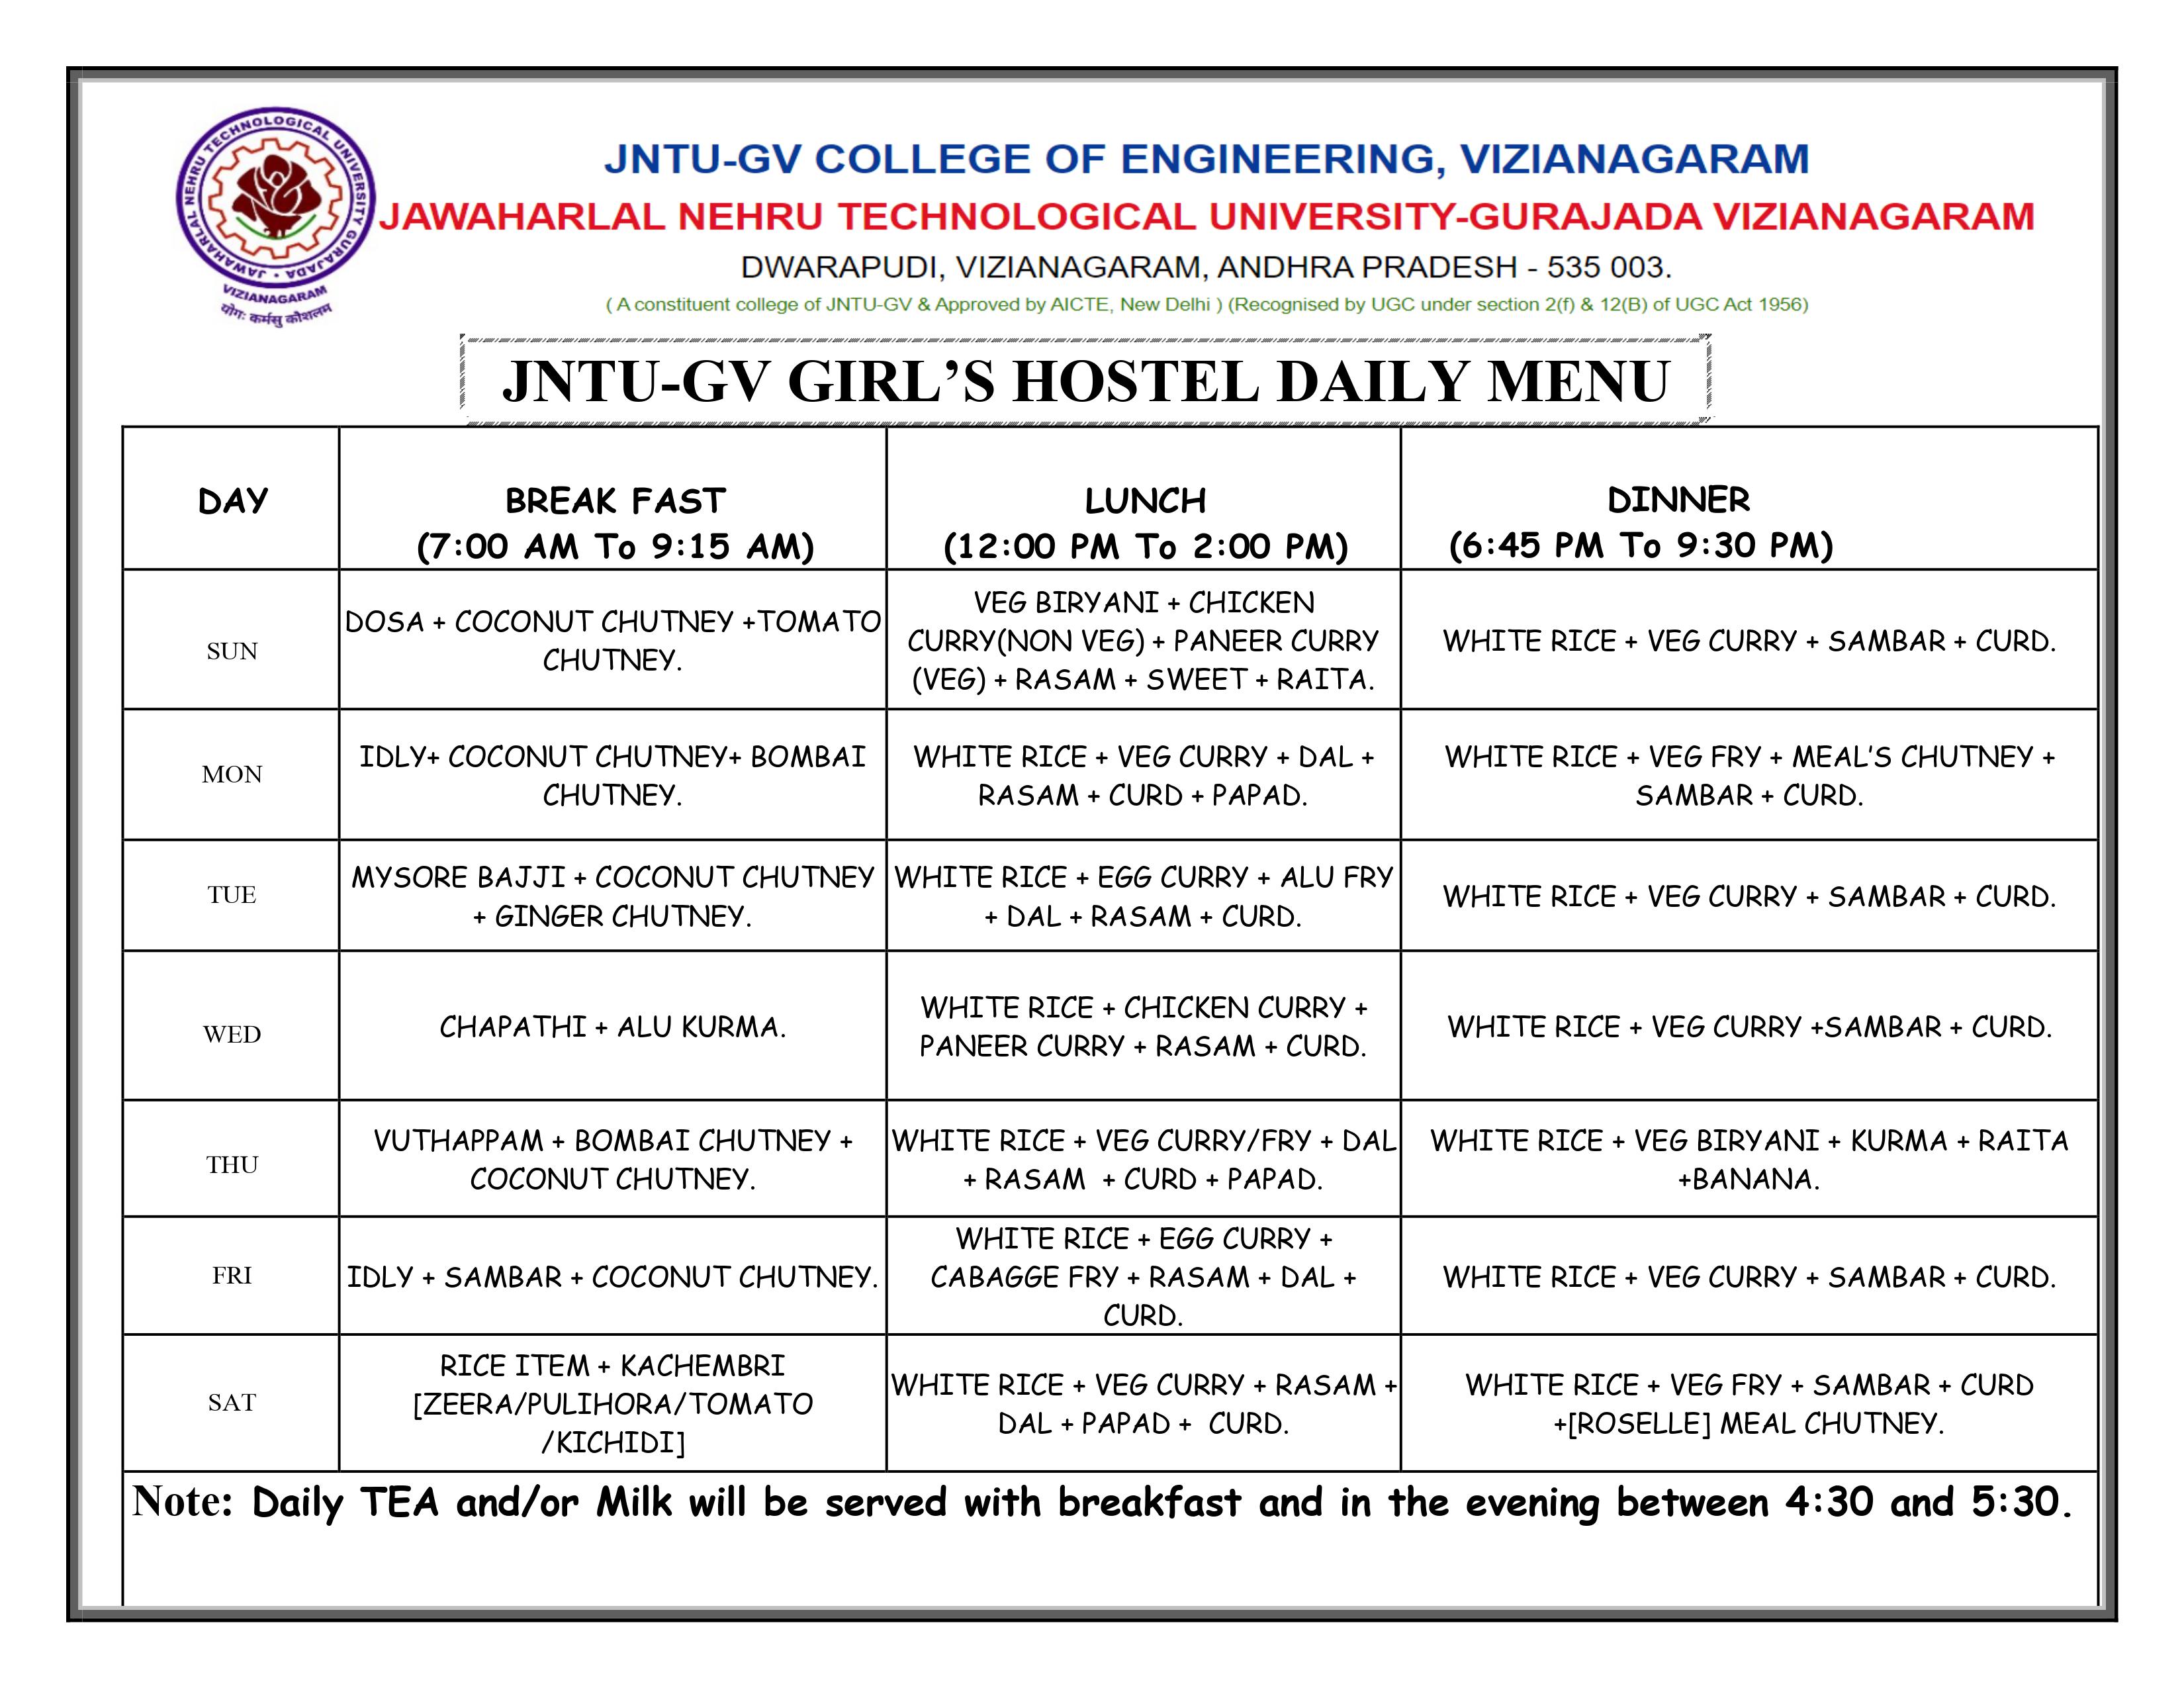 JAWAHARLAL NEHRU TECHNOLOGICAL UNIVERSITY GURAJADA
VIZIANAGARAM
योगः कर्मसु कौशलम
JNTU-GV COLLEGE OF ENGINEERING, VIZIANAGARAM
JAWAHARLAL NEHRU TECHNOLOGICAL UNIVERSITY-GURAJADA VIZIANAGARAM
DWARAPUDI, VIZIANAGARAM, ANDHRA PRADESH - 535 003.
( A constituent college of JNTU-GV & Approved by AICTE, New Delhi ) (Recognised by UGC under section 2(f) & 12(B) of UGC Act 1956)
JNTU-GV GIRL’S HOSTEL DAILY MENU
DAY
BREAK FAST
(7:00 AM To 9:15 AM)
LUNCH
(12:00 PM To 2:00 PM)
DINNER
(6:45 PM To 9:30 PM)
SUN
DOSA + COCONUT CHUTNEY +TOMATO
CHUTNEY.
VEG BIRYANI + CHICKEN
CURRY(NON VEG) + PANEER CURRY
(VEG) + RASAM + SWEET + RAITA.
WHITE RICE + VEG CURRY + SAMBAR + CURD.
MON
IDLY+ COCONUT CHUTNEY+ BOMBAI
CHUTNEY.
WHITE RICE + VEG CURRY + DAL +
RASAM + CURD + PAPAD.
WHITE RICE + VEG FRY + MEAL’S CHUTNEY +
SAMBAR + CURD.
TUE
MYSORE BAJJI + COCONUT CHUTNEY
+ GINGER CHUTNEY.
WHITE RICE + EGG CURRY + ALU FRY
+ DAL + RASAM + CURD.
WHITE RICE + VEG CURRY + SAMBAR + CURD.
WED
CHAPATHI + ALU KURMA.
WHITE RICE + CHICKEN CURRY +
PANEER CURRY + RASAM + CURD.
WHITE RICE + VEG CURRY +SAMBAR + CURD.
THU
VUTHAPPAM + BOMBAI CHUTNEY +
COCONUT CHUTNEY.
WHITE RICE + VEG CURRY/FRY + DAL
+ RASAM + CURD + PAPAD.
WHITE RICE + VEG BIRYANI + KURMA + RAITA
+BANANA.
FRI
IDLY + SAMBAR + COCONUT CHUTNEY.
WHITE RICE + EGG CURRY +
CABAGGE FRY + RASAM + DAL +
CURD.
WHITE RICE + VEG CURRY + SAMBAR + CURD.
SAT
RICE ITEM + KACHEMBRI
[ZEERA/PULIHORA/TOMATO
/KICHIDI]
WHITE RICE + VEG CURRY + RASAM +
DAL + PAPAD + CURD.
WHITE RICE + VEG FRY + SAMBAR + CURD
+[ROSELLE] MEAL CHUTNEY.
Note: Daily TEA and/or Milk will be served with breakfast and in the evening between 4:30 and 5:30.